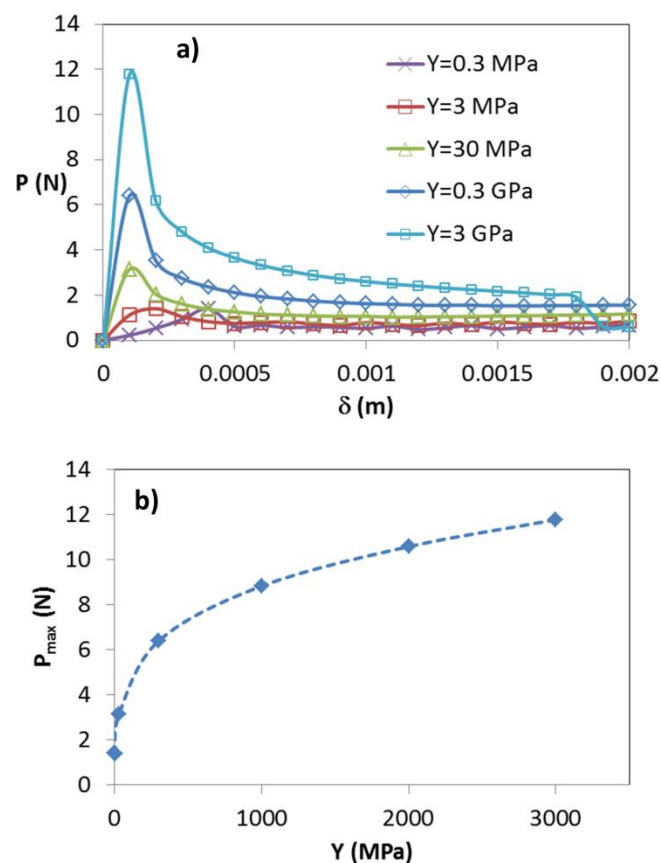 14
a)
12
Y=0.3 MPa
10
Y=3 MPa
8
Y=30 MPa
P (N)
6
Y=0.3 GPa
4
Y=3 GPa
2
0
0 0.0005 0.001 0.0015 0.002
δ (m)
14
b)
12
10
8
Pmax (N)
6
4
2
0
0 1000 2000 3000
Y (MPa)